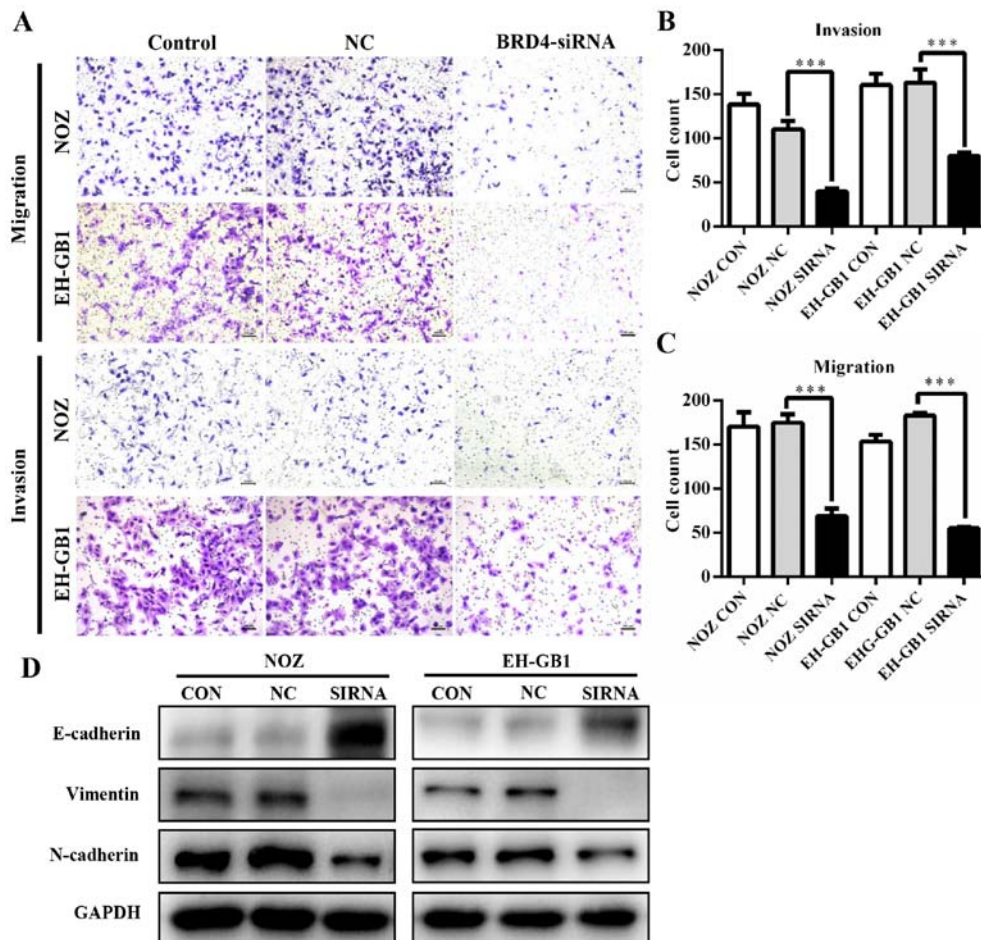 A
Control NC BRD4-siRNA
Migration
NOZ
EH-GB1
Invasion
NOZ
EH-GB1
B
Invasion
Cell count
200
150
100
50
0
***
***
NOZ CON
NOZ NC
NOZ SIRNA
EH-GB1 CON
EH-GB1 NC
EH-GB1 SIRNA
C
Migration
Cell count
200
150
100
50
0
***
***
NOZ CON
NOZ NC
NOZ SIRNA
EH-GB1 CON
EHG-GB1 NC
EH-GB1 SIRNA
D
NOZ EH-GB1
CON NC SIRNA CON NC SIRNA
E-cadherin
Vimentin
N-cadherin
GAPDH